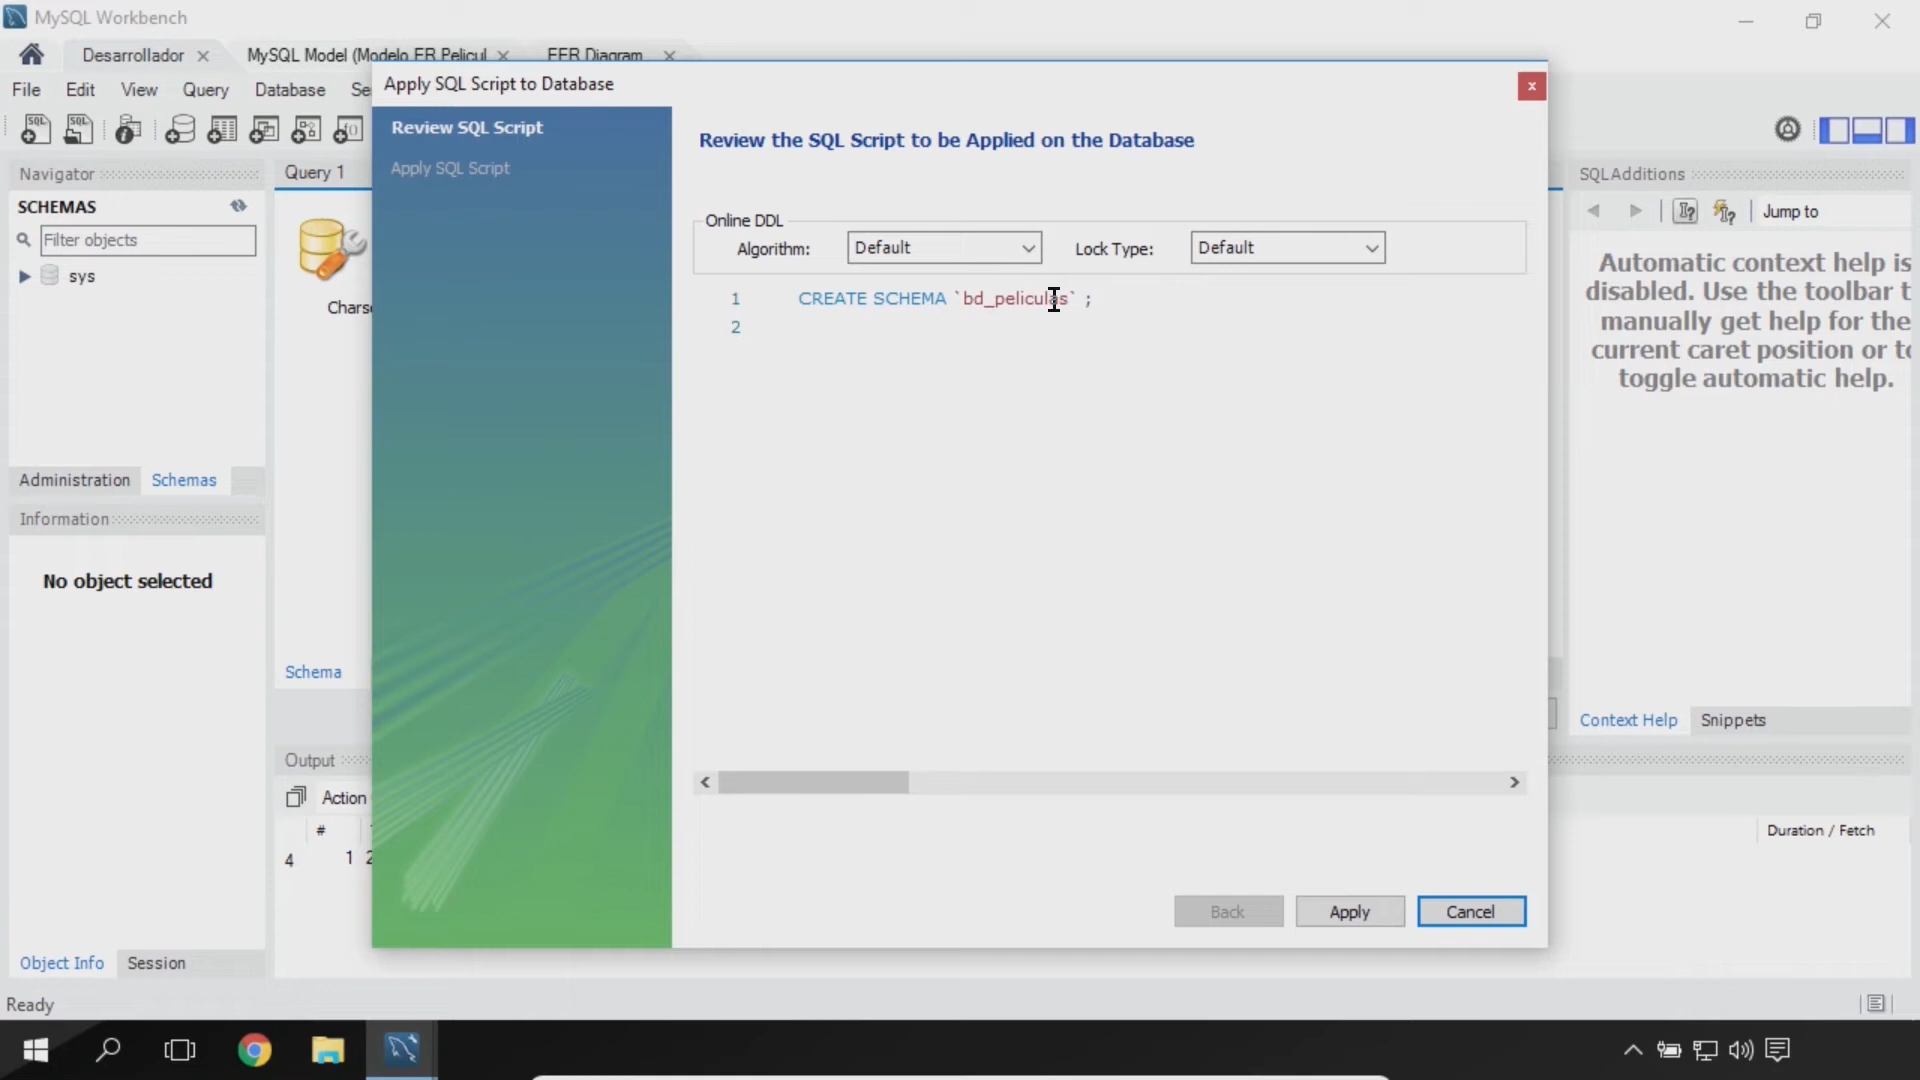 MySQL Workbench
Desarrollador
MySQL Model (Modelo ER Pelicul
EER Diagram
File Edit View Query Database Se
Apply SQL Script to Database
x
Review SQL Script
Apply SQL Script
Review the SQL Script to be Applied on the Database
Online DDL
Algorithm: Default Lock Type: Default
1 CREATE SCHEMA `bd_peliculas` ;
2
Back Apply Cancel
Navigator
SCHEMAS
Filter objects
sys
Administration Schemas
Information
No object selected
Object Info Session
Ready
Query 1
Chars
Schema
Output
Action
#
4 1 2
Duration / Fetch
SQLAdditions
Jump to
Automatic context help is
disabled. Use the toolbar t
manually get help for the
current caret position or to
toggle automatic help.
Context Help Snippets